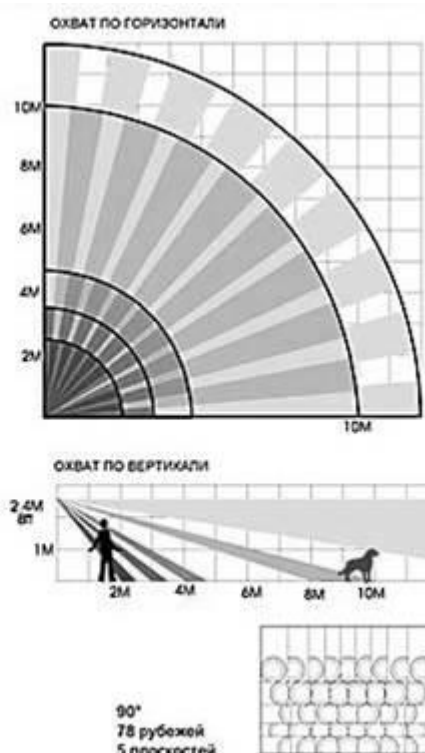 ОХВАТ ПО ГОРИЗОНТАЛИ
10М
8М
6М
4М
2М
10М
ОХВАТ ПО ВЕРТИКАЛИ
2.4М
8П
1М
2М 4М 6М 8М 10М
90°
78 рубежей
5 плоскостей